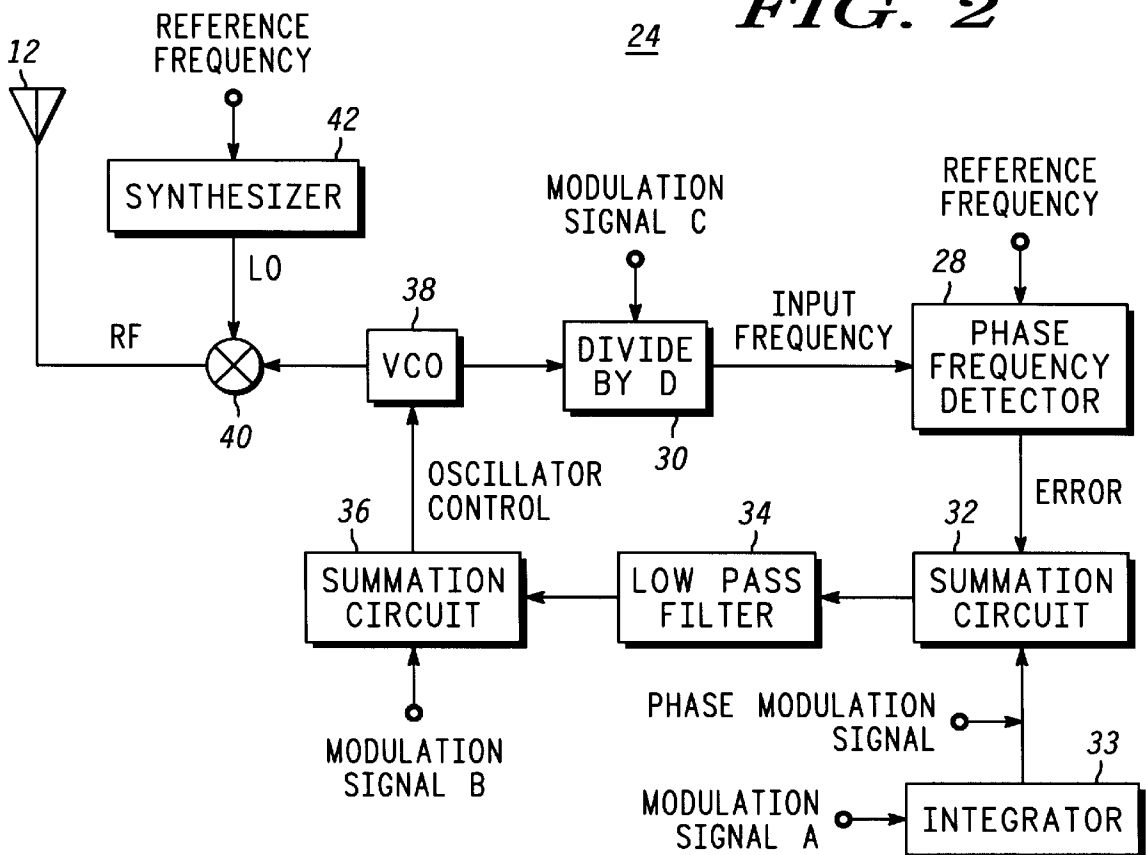 FIG. 2
24
12
REFERENCE
FREQUENCY
42
SYNTHESIZER
LO
RF
40
38
VCO
MODULATION
SIGNAL C
DIVIDE
BY D
30
INPUT
FREQUENCY
REFERENCE
FREQUENCY
28
PHASE
FREQUENCY
DETECTOR
ERROR
OSCILLATOR
CONTROL
36
SUMMATION
CIRCUIT
34
LOW PASS
FILTER
32
SUMMATION
CIRCUIT
MODULATION
SIGNAL B
PHASE MODULATION
SIGNAL
33
MODULATION
SIGNAL A
INTEGRATOR